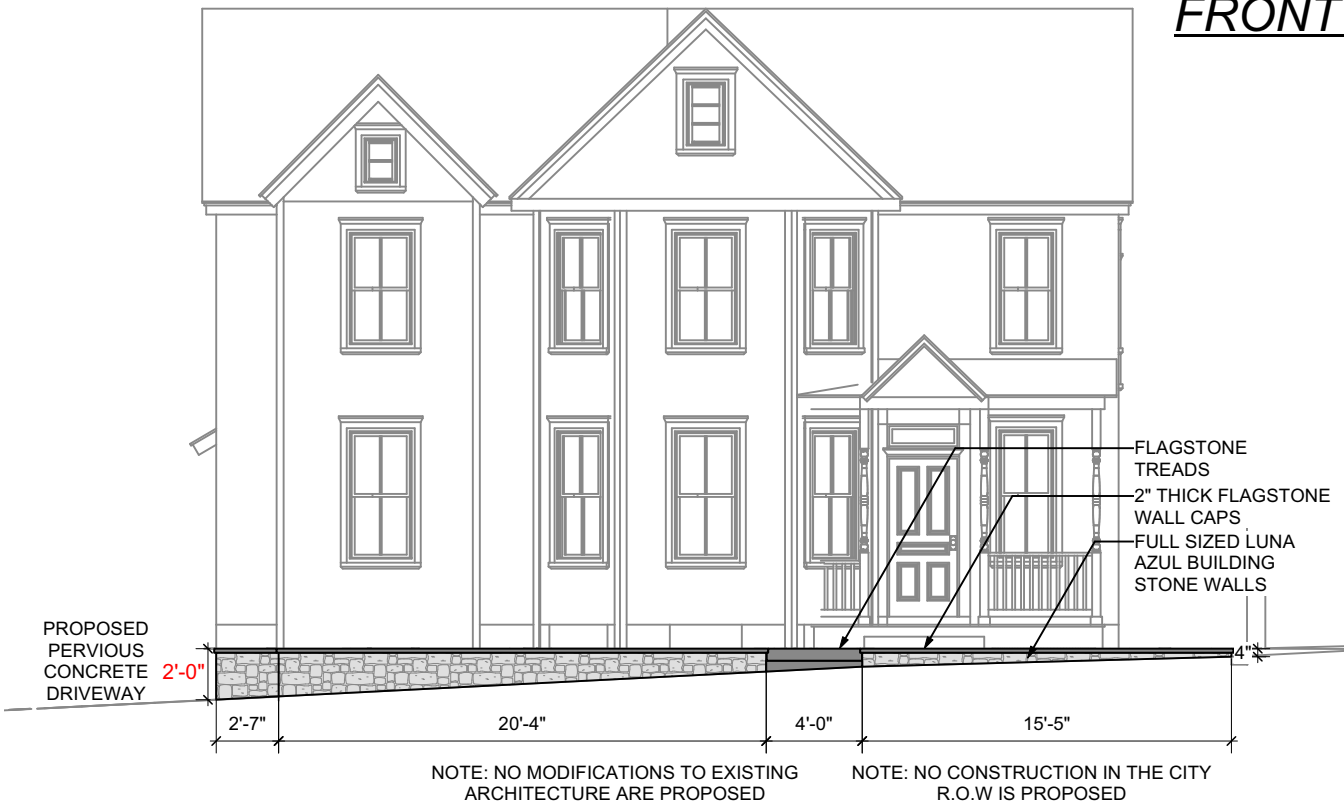 FRONT
FLAGSTONE
TREADS
2" THICK FLAGSTONE
WALL CAPS
FULL SIZED LUNA
AZUL BUILDING
STONE WALLS
PROPOSED
PERVIOUS
CONCRETE
DRIVEWAY
2'-0"
4"
2'-7"
20'-4"
4'-0"
15'-5"
NOTE: NO MODIFICATIONS TO EXISTING
ARCHITECTURE ARE PROPOSED
NOTE: NO CONSTRUCTION IN THE CITY
R.O.W IS PROPOSED